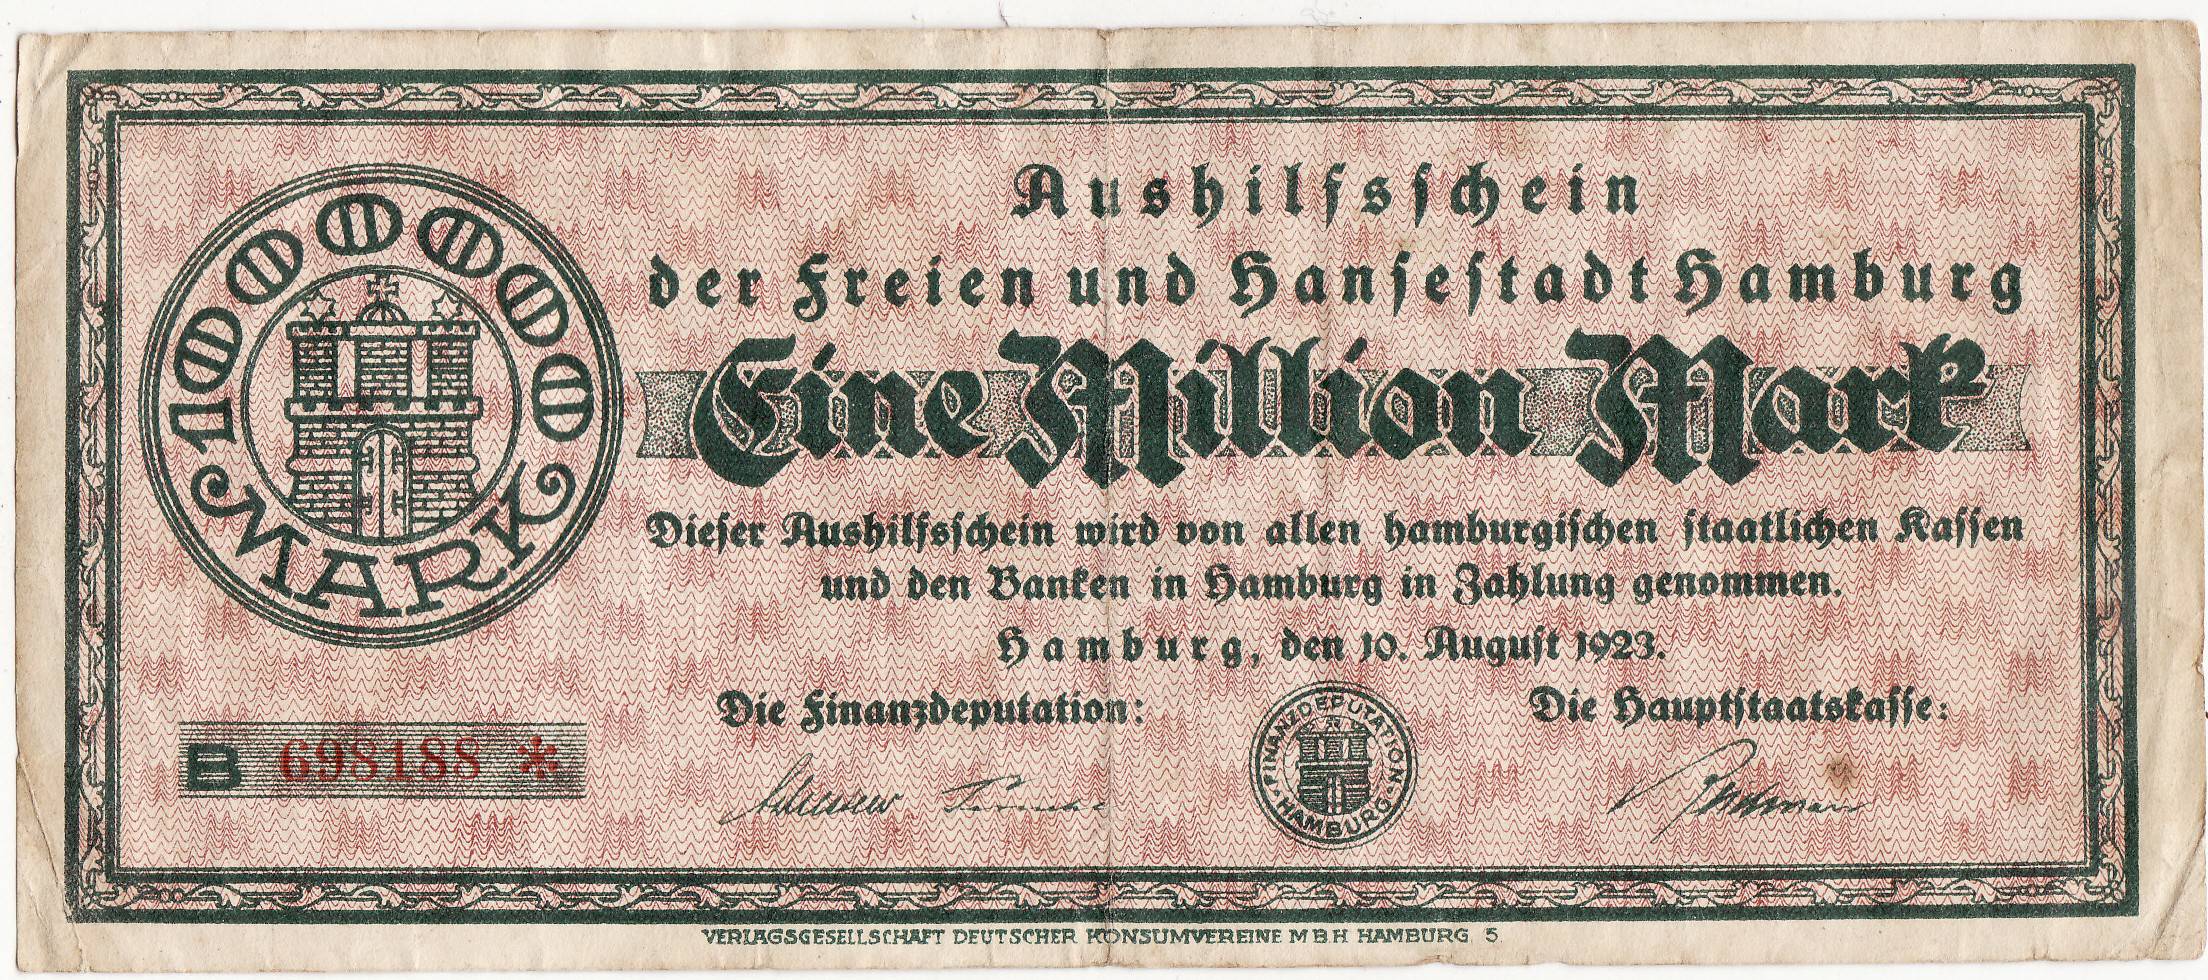 1000000
MARK
Aushilfsschein
der Freien und Hansestadt Hamburg
Eine Million Mark
Dieser Aushilfsschein wird von allen hamburgischen staatlichen Kassen
und den Banken in Hamburg in Zahlung genommen.
Hamburg, den 10. August 1923.
Die Finanzdeputation:
Die Hauptstaatskasse:
FINANZDEPUTATION
HAMBURG
B 698188 *
VERLAGSGESELLSCHAFT DEUTSCHER KONSUMVEREINE M B H HAMBURG 5